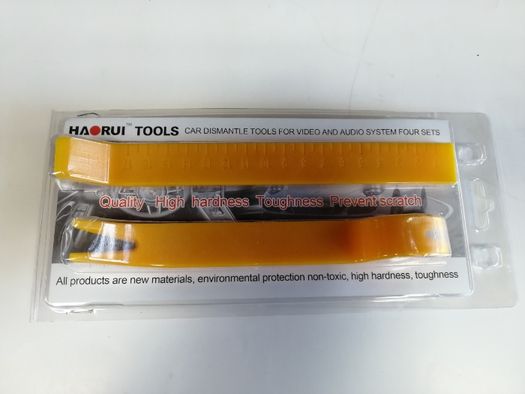 HAORUI™ TOOLS CAR DISMANTLE TOOLS FOR VIDEO AND AUDIO SYSTEM FOUR SETS
Quality High hardness Toughness Prevent scratch
All products are new materials, environmental protection non-toxic, high hardness, toughness